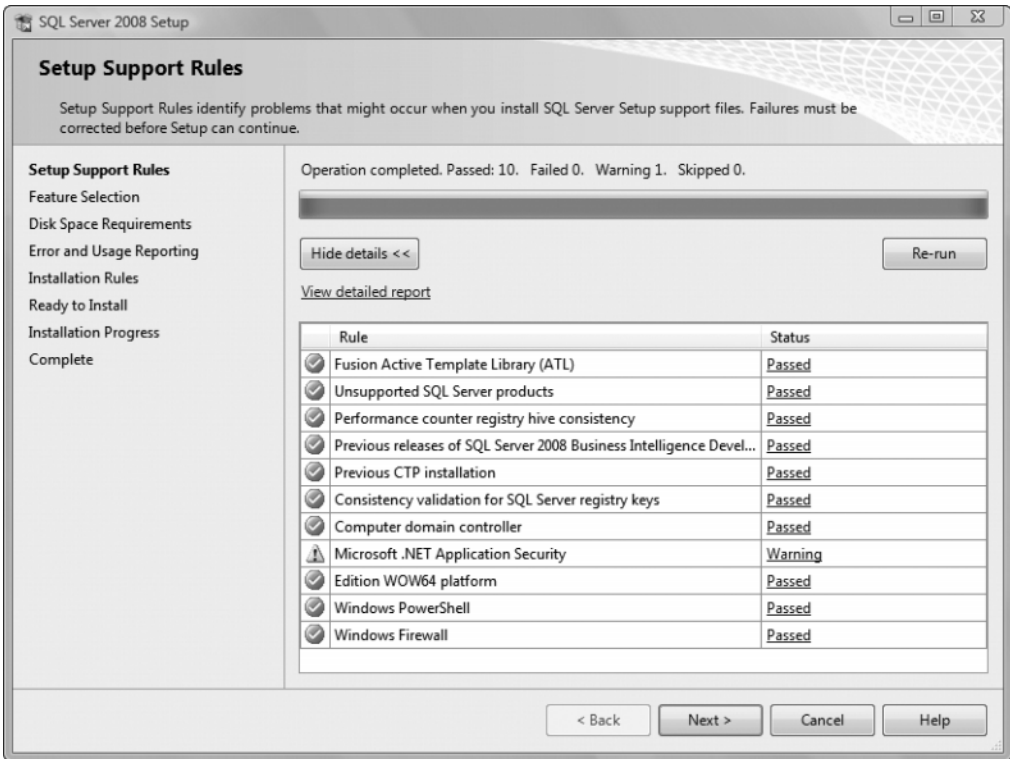 SQL Server 2008 Setup
Setup Support Rules
Setup Support Rules identify problems that might occur when you install SQL Server Setup support files. Failures must be
corrected before Setup can continue.
Setup Support Rules
Feature Selection
Disk Space Requirements
Error and Usage Reporting
Installation Rules
Ready to Install
Installation Progress
Complete
Operation completed. Passed: 10. Failed 0. Warning 1. Skipped 0.
Hide details <<
Re-run
View detailed report
Rule Status
Fusion Active Template Library (ATL) Passed
Unsupported SQL Server products Passed
Performance counter registry hive consistency Passed
Previous releases of SQL Server 2008 Business Intelligence Devel... Passed
Previous CTP installation Passed
Consistency validation for SQL Server registry keys Passed
Computer domain controller Passed
Microsoft .NET Application Security Warning
Edition WOW64 platform Passed
Windows PowerShell Passed
Windows Firewall Passed
< Back Next > Cancel Help